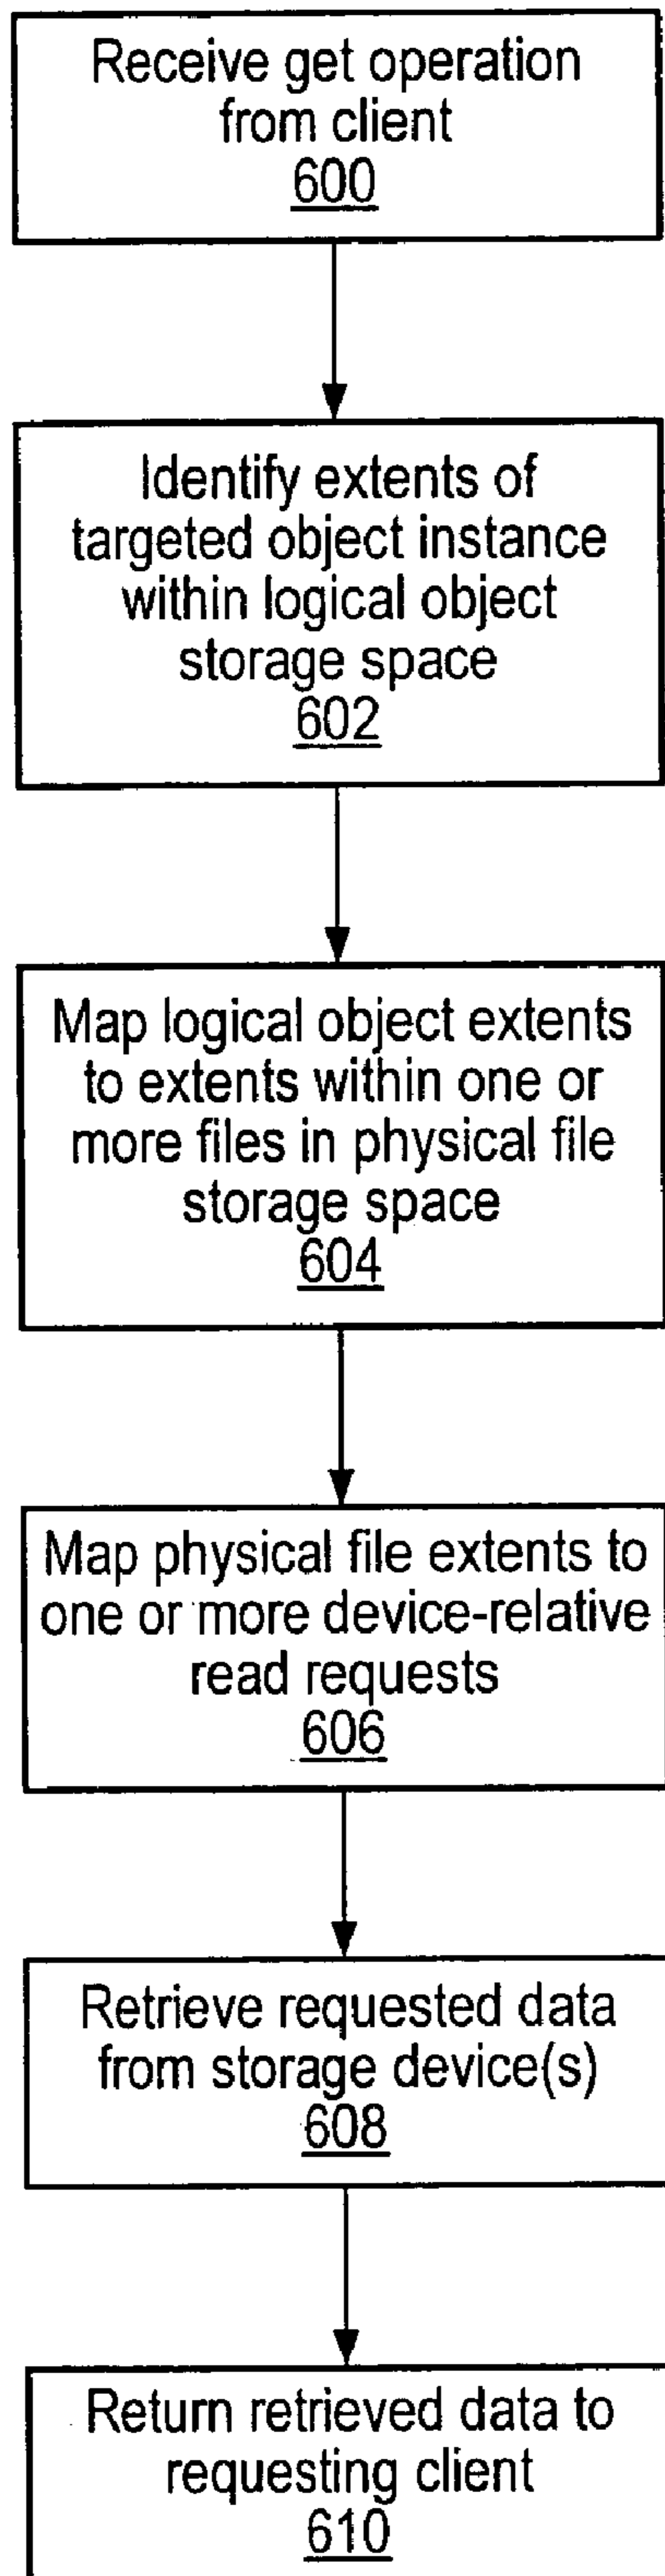 Receive get operation
from client
600
Identify extents of
targeted object instance
within logical object
storage space
602
Map logical object extents
to extents within one or
more files in physical file
storage space
604
Map physical file extents to
one or more device-relative
read requests
606
Retrieve requested data
from storage device(s)
608
Return retrieved data to
requesting client
610